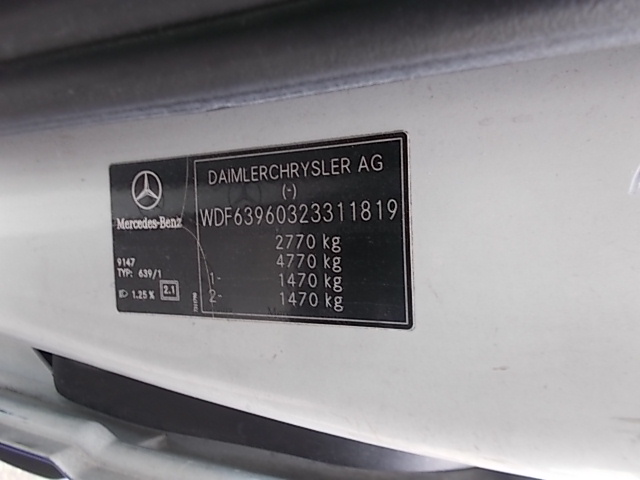 DAIMLERCHRYSLER AG
(-)
WDF63960323311819
2770 kg
4770 kg
1- 1470 kg
2- 1470 kg
Mercedes-Benz
9147
TYP: 639/1
1.25 % 2.1